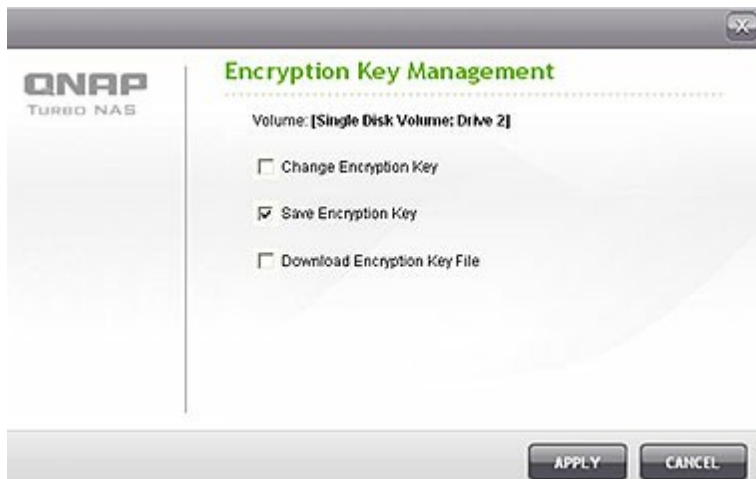 QNAP
TURBO NAS
Encryption Key Management
Volume: [Single Disk Volume: Drive 2]
Change Encryption Key
Save Encryption Key
Download Encryption Key File
APPLY
CANCEL